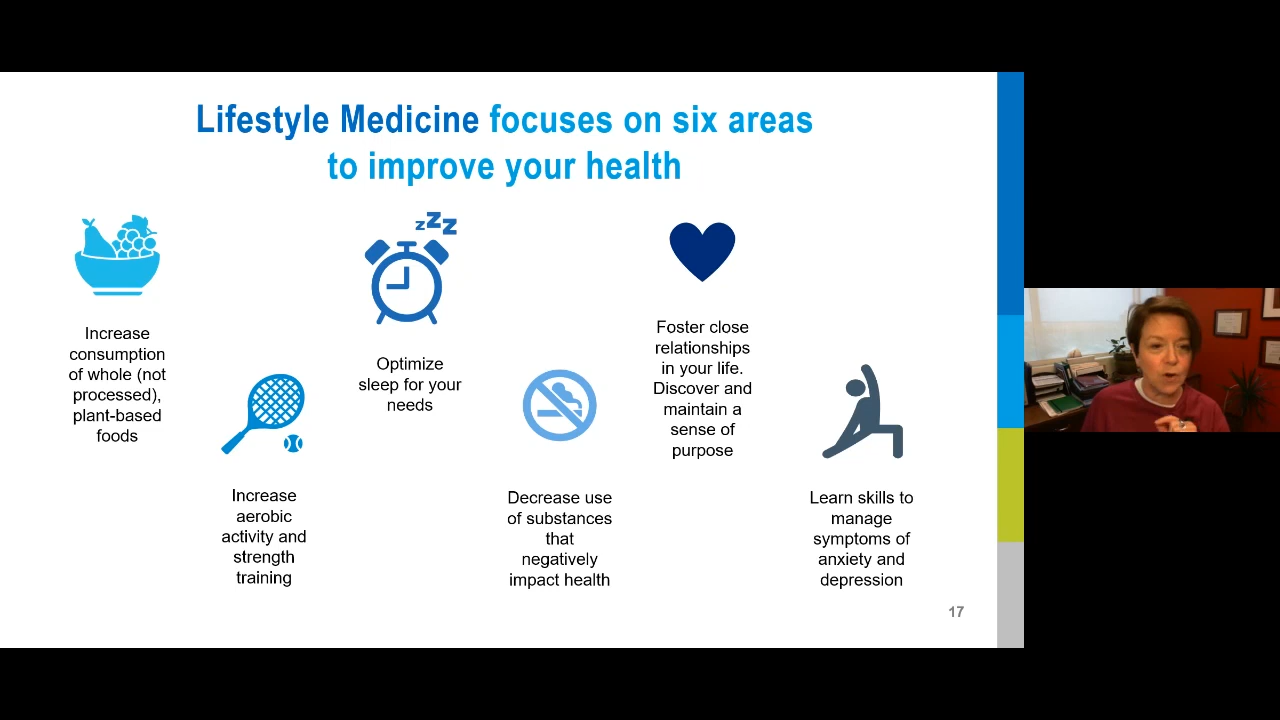 Lifestyle Medicine focuses on six areas
to improve your health
zzz
Increase
consumption
of whole (not
processed),
plant-based
foods
Increase
aerobic
activity and
strength
training
Optimize
sleep for your
needs
Decrease use
of substances
that
negatively
impact health
Foster close
relationships
in your life.
Discover and
maintain a
sense of
purpose
Learn skills to
manage
symptoms of
anxiety and
depression
17